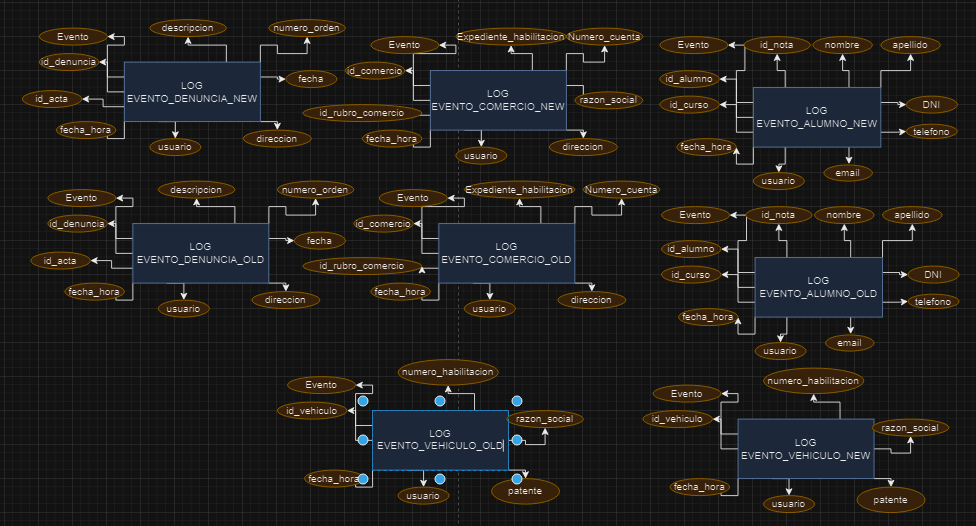 Evento
descripcion
numero_orden
id_denuncia
LOG
EVENTO_DENUNCIA_NEW
fecha
id_acta
fecha_hora
usuario
direccion
Evento
Expediente_habilitacion
Numero_cuenta
id_comercio
LOG
EVENTO_COMERCIO_NEW
razon_social
id_rubro_comercio
fecha_hora
usuario
direccion
Evento
id_nota
nombre
apellido
id_alumno
id_curso
LOG
EVENTO_ALUMNO_NEW
DNI
telefono
fecha_hora
usuario
email
Evento
descripcion
numero_orden
id_denuncia
LOG
EVENTO_DENUNCIA_OLD
fecha
id_acta
fecha_hora
usuario
direccion
Evento
Expediente_habilitacion
Numero_cuenta
id_comercio
LOG
EVENTO_COMERCIO_OLD
id_rubro_comercio
fecha_hora
usuario
direccion
Evento
id_nota
nombre
apellido
id_alumno
id_curso
LOG
EVENTO_ALUMNO_OLD
DNI
telefono
fecha_hora
usuario
email
Evento
numero_habilitacion
id_vehiculo
LOG
EVENTO_VEHICULO_OLD
razon_social
fecha_hora
usuario
patente
Evento
numero_habilitacion
id_vehiculo
LOG
EVENTO_VEHICULO_NEW
razon_social
fecha_hora
usuario
patente